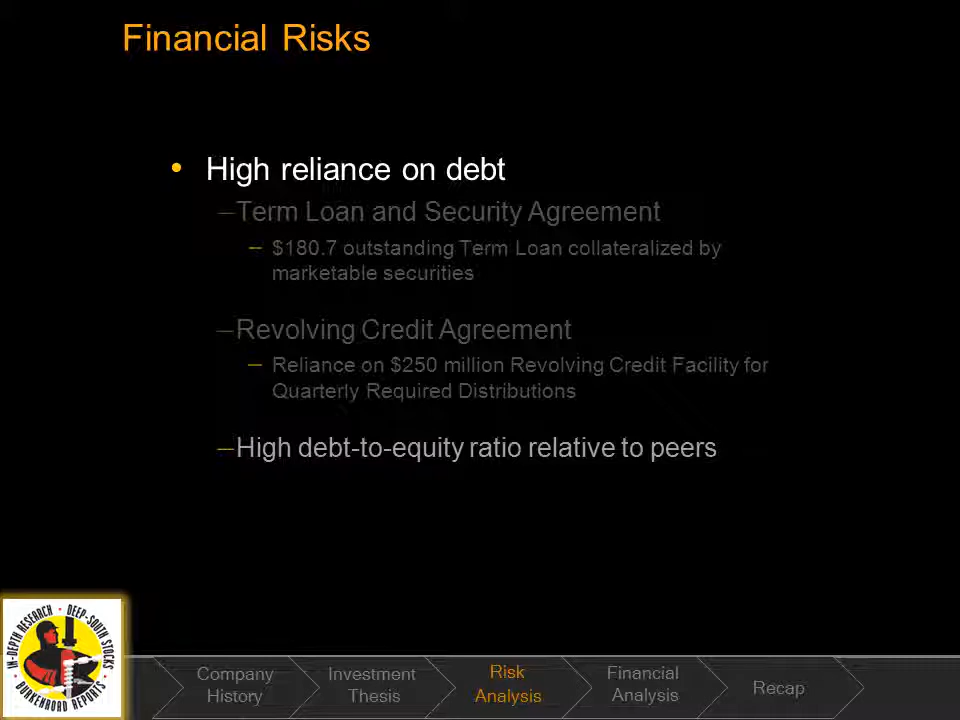 Financial Risks
• High reliance on debt
–Term Loan and Security Agreement
– $180.7 outstanding Term Loan collateralized by
marketable securities
–Revolving Credit Agreement
– Reliance on $250 million Revolving Credit Facility for
Quarterly Required Distributions
–High debt-to-equity ratio relative to peers
IN-DEPTH RESEARCH • DEEP-SOUTH STOCKS
BURKENROAD REPORTS
Company
History
Investment
Thesis
Risk
Analysis
Financial
Analysis
Recap